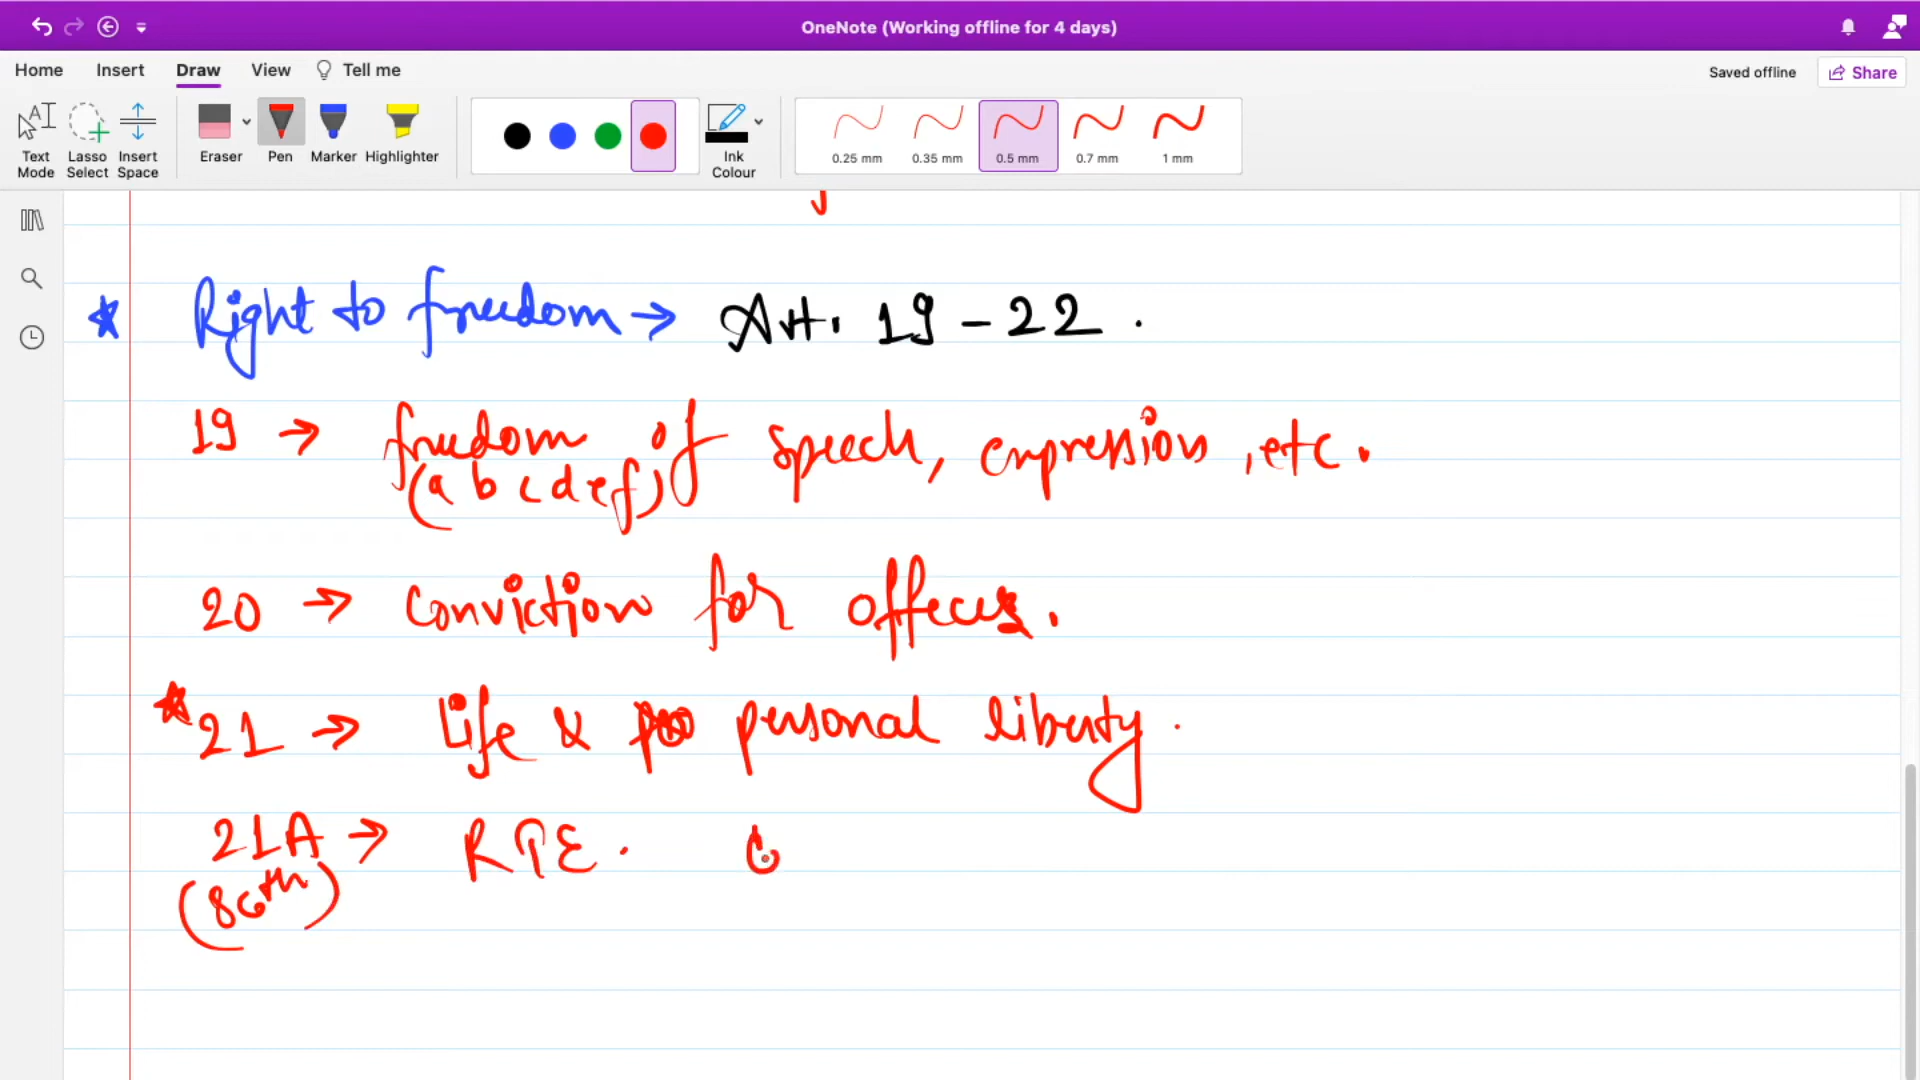 OneNote (Working offline for 4 days)
Home Insert Draw View Tell me Saved offline Share
Text Mode Lasso Select Insert Space Eraser Pen Marker Highlighter Ink Colour 0.25 mm 0.35 mm 0.5 mm 0.7 mm 1 mm
Right to freedom → Art. 19 - 22 .
19 → freedom of speech, expression, etc.
(a b c d e f)
20 → Conviction for offeces.
21 → Life & personal liberty.
21A → RTE.
(86th)